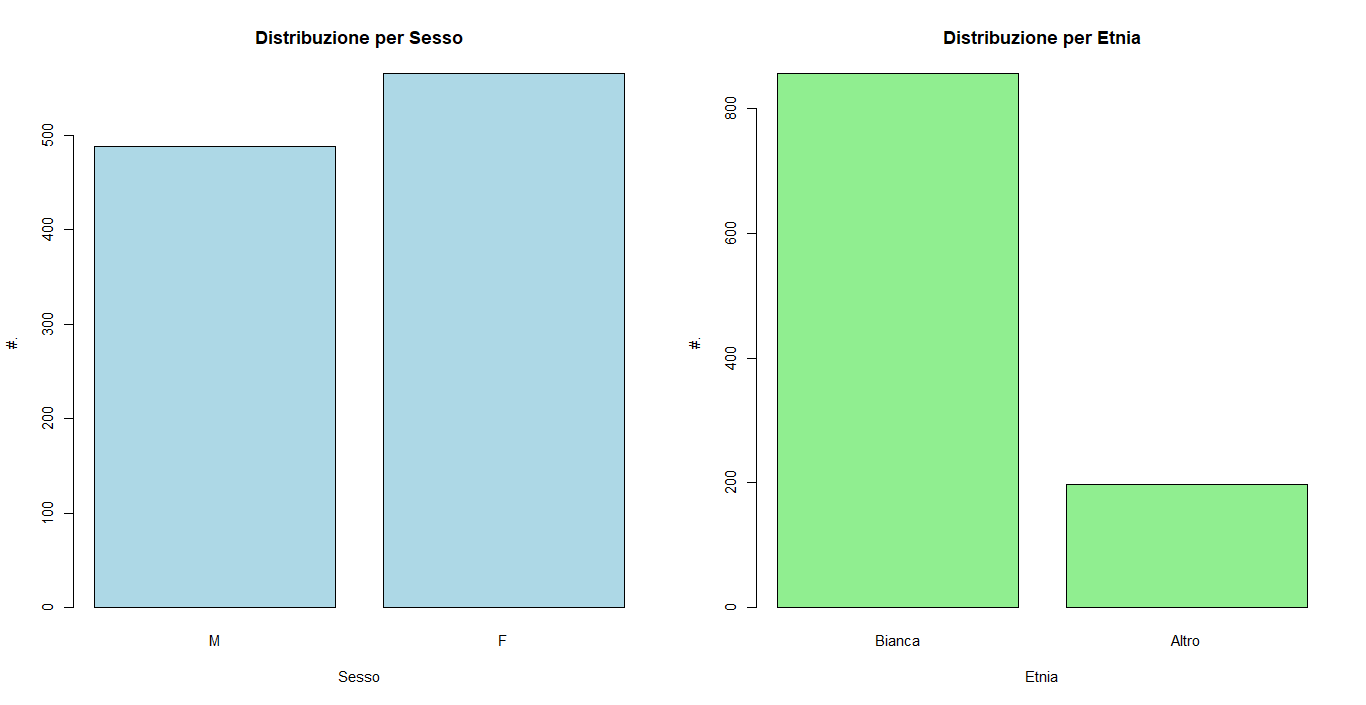 Distribuzione per Sesso
#.
500
400
300
200
100
0
M
F
Sesso
Distribuzione per Etnia
#.
800
600
400
200
0
Bianca
Altro
Etnia